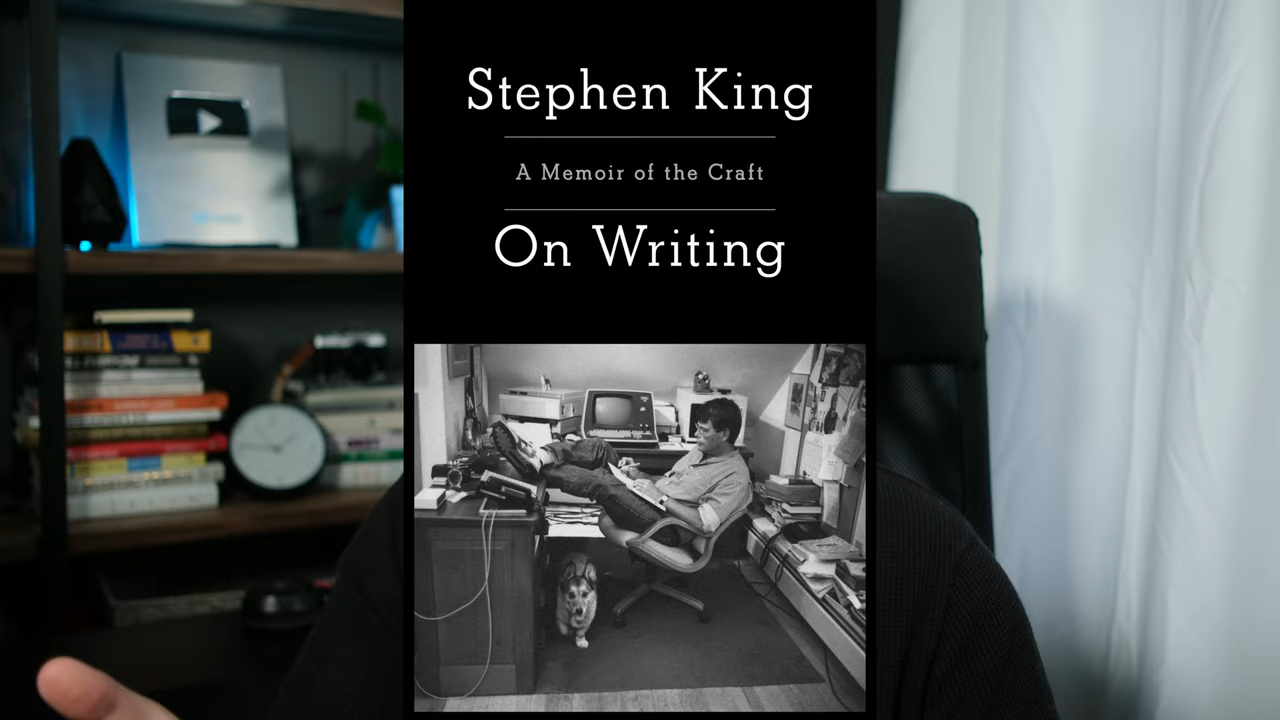 Stephen King
A Memoir of the Craft
On Writing